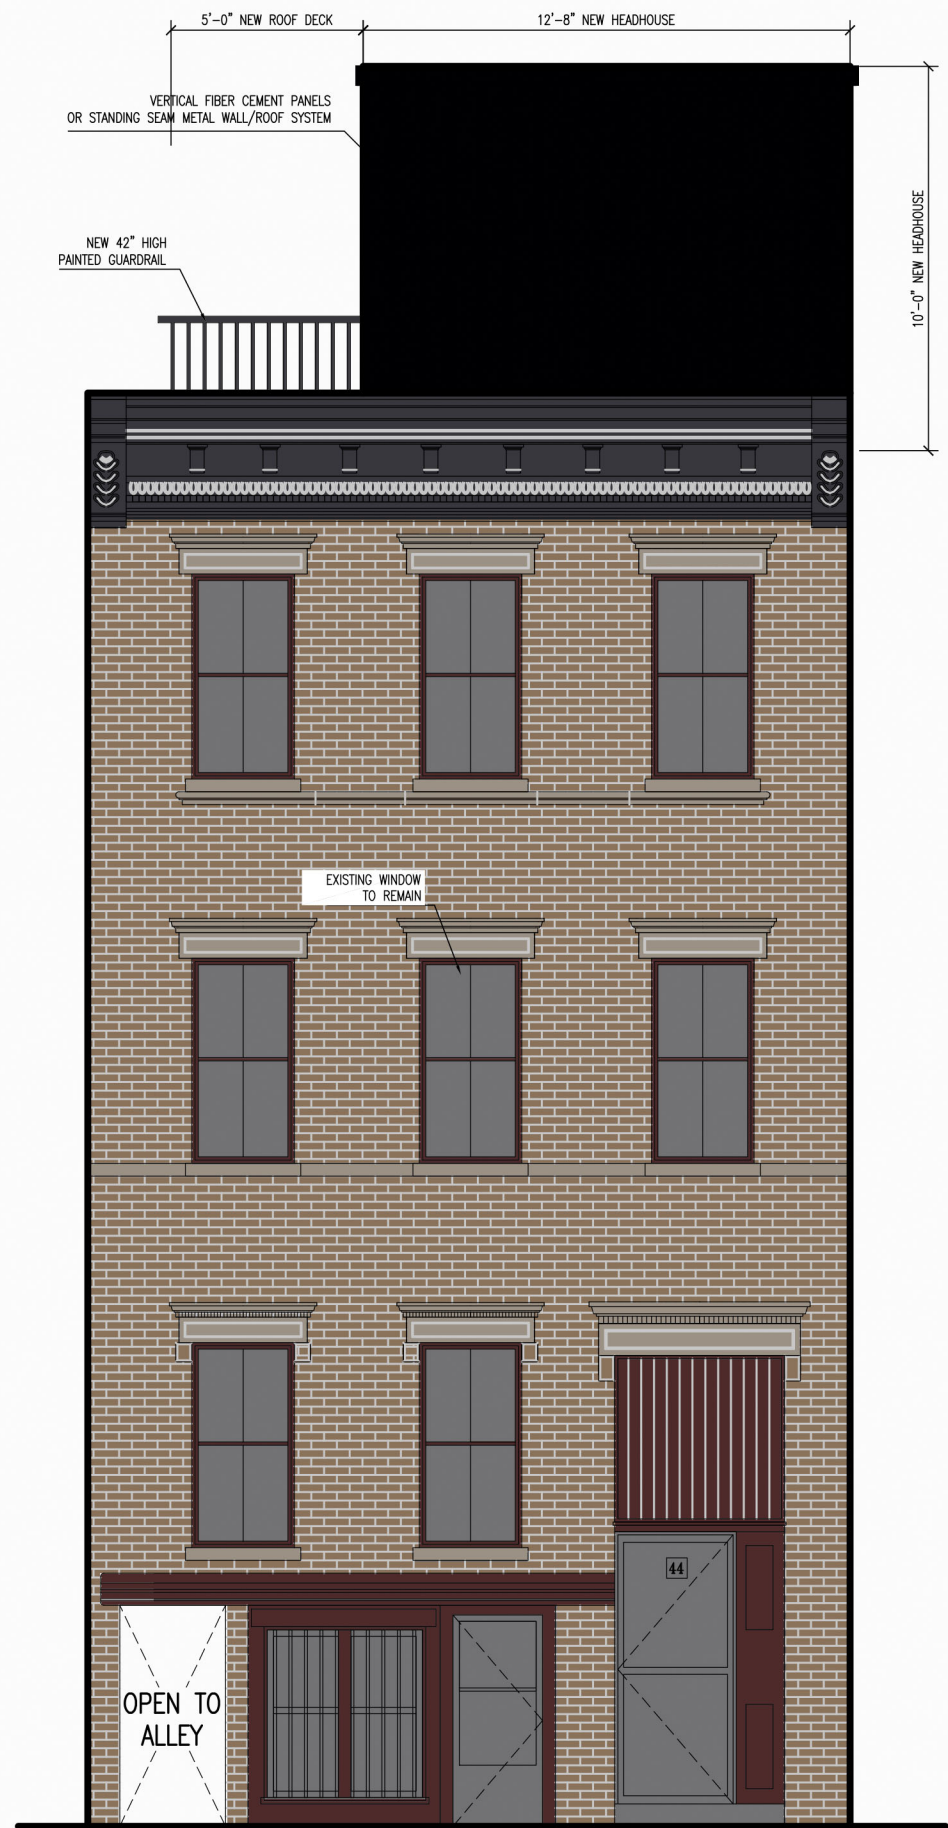 5'-0" NEW ROOF DECK
12'-8" NEW HEADHOUSE
VERTICAL FIBER CEMENT PANELS
OR STANDING SEAM METAL WALL/ROOF SYSTEM
10'-0" NEW HEADHOUSE
NEW 42" HIGH
PAINTED GUARDRAIL
EXISTING WINDOW
TO REMAIN
44
OPEN TO
ALLEY